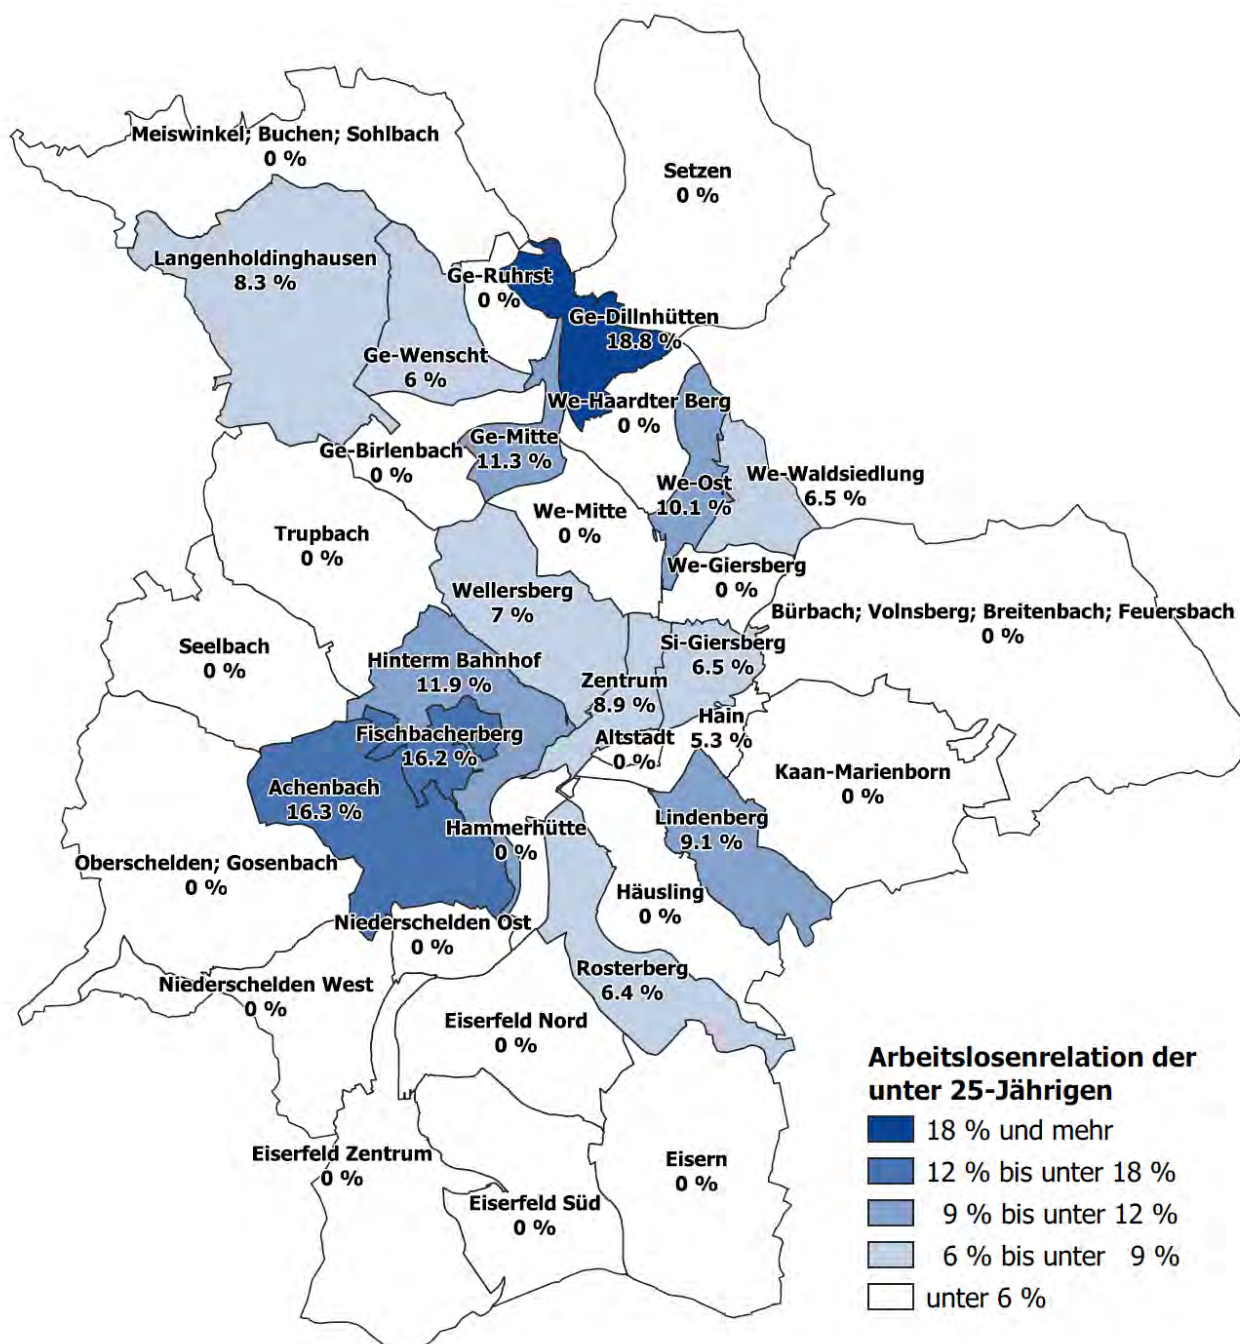 Meiswinkel; Buchen; Sohlbach
0 %
Setzen
0 %
Langenholdinghausen
8.3 %
Ge-Ruhrst
0 %
Ge-Dillnhütten
18.8 %
Ge-Wenscht
6 %
We-Haardter Berg
0 %
Ge-Mitte
11.3 %
Ge-Birlenbach
0 %
We-Waldsiedlung
6.5 %
We-Ost
10.1 %
We-Mitte
0 %
Trupbach
0 %
We-Giersberg
0 %
Wellersberg
7 %
Bürbach; Volnsberg; Breitenbach; Feuersbach
0 %
Seelbach
0 %
Si-Giersberg
6.5 %
Hinterm Bahnhof
11.9 %
Zentrum
8.9 %
Hain
5.3 %
Fischbacherberg
16.2 %
Altstadt
0 %
Kaan-Marienborn
0 %
Achenbach
16.3 %
Lindenberg
9.1 %
Hammerhütte
0 %
Oberschelden; Gosenbach
0 %
Häusling
0 %
Niederschelden Ost
0 %
Rosterberg
6.4 %
Niederschelden West
0 %
Eiserfeld Nord
0 %
Eiserfeld Zentrum
0 %
Eisern
0 %
Eiserfeld Süd
0 %
Arbeitslosenrelation der
unter 25-Jährigen
18 % und mehr
12 % bis unter 18 %
9 % bis unter 12 %
6 % bis unter 9 %
unter 6 %